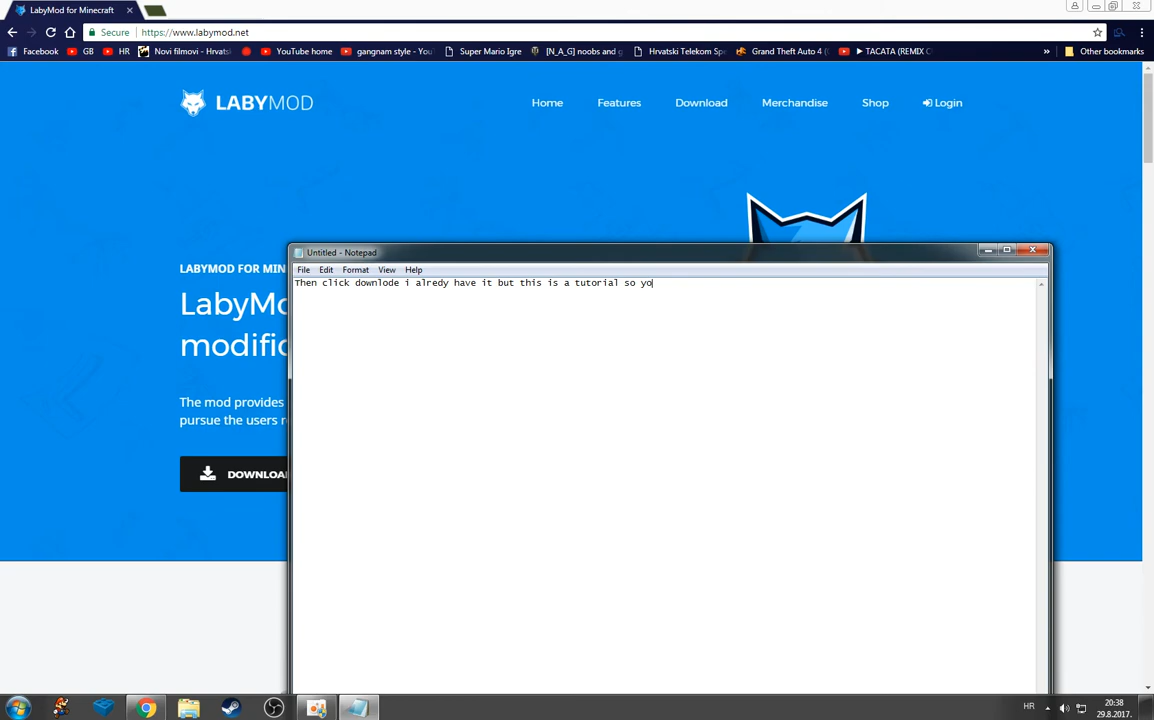 LabyMod for Minecraft
Secure https://www.labymod.net
Facebook GB HR Novi filmovi - Hrvats YouTube home gangnam style - You Super Mario Igre [N_A_G] noobs and g Hrvatski Telekom Spe Grand Theft Auto 4 ( ► TACATA (REMIX C » Other bookmarks
LABYMOD Home Features Download Merchandise Shop Login
Untitled - Notepad
File Edit Format View Help
Then click downlode i alredy have it but this is a tutorial so yo
LABYMOD FOR MIN
LabyMo
modific
The mod provides
pursue the users r
DOWNLOA
HR 20:38
29.8.2017.